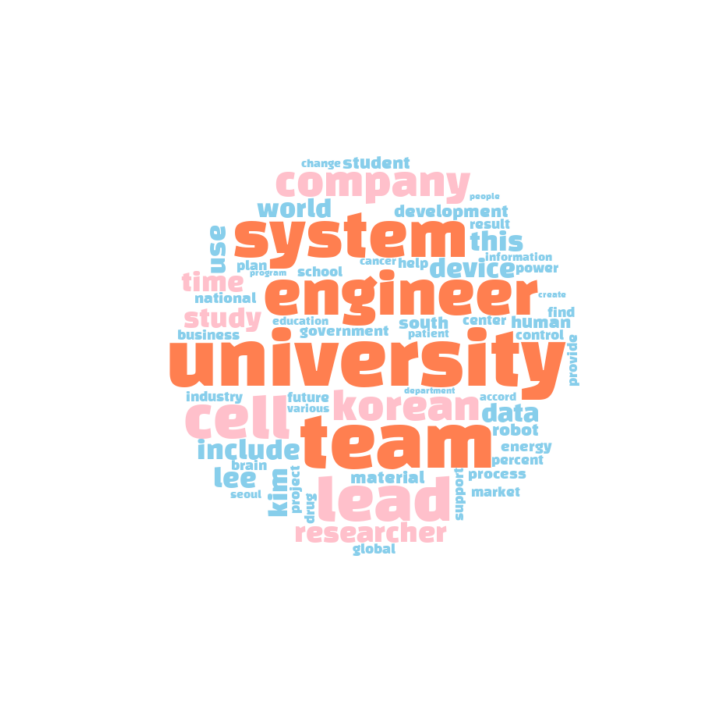 change student
company
people
world
development
system
result
use
this
information
cancer help
plan
device power
program
school
time
engineer
national
create
study
find
education
south
center human
government
patient
business
control
university
provide
industry
future
department
accord
various
cell
korean
data
team
robot
include
energy
brain
percent
lee
kim
project
material
process
seoul
drug
lead
support
market
researcher
global